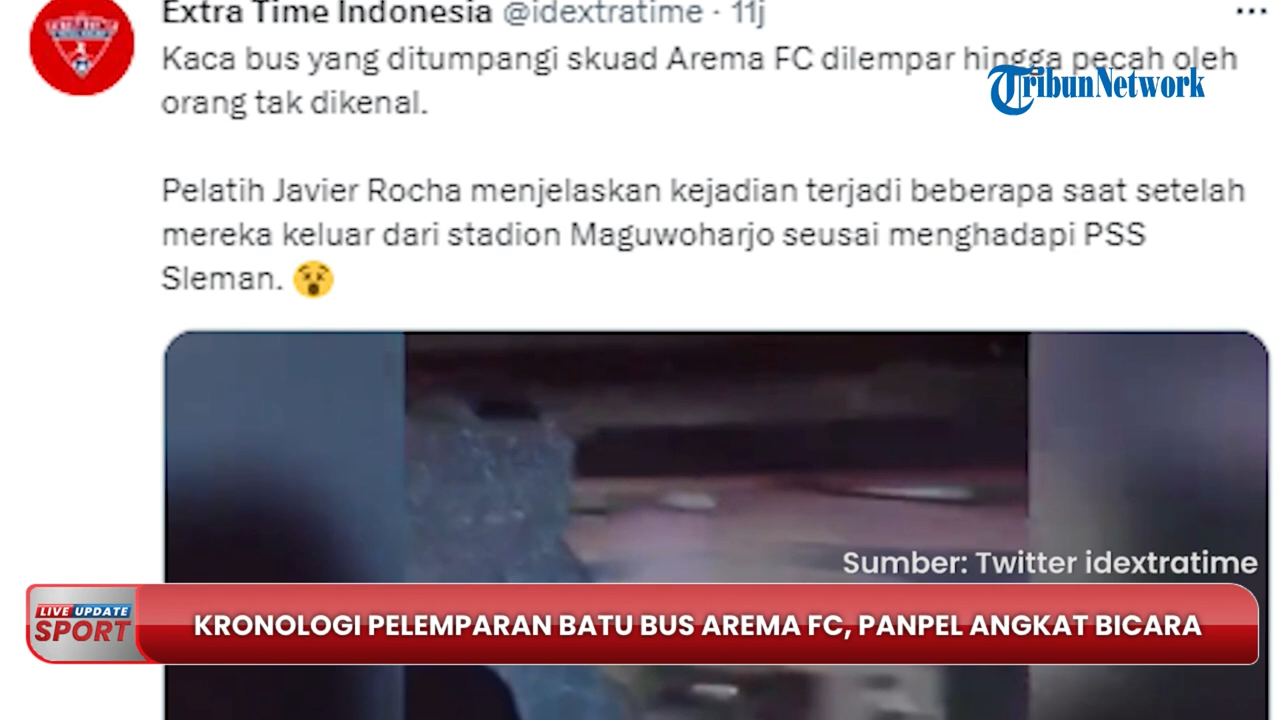 Extra Time Indonesia @idextratime · 11j
Kaca bus yang ditumpangi skuad Arema FC dilempar hingga pecah oleh
orang tak dikenal.
TribunNetwork
Pelatih Javier Rocha menjelaskan kejadian terjadi beberapa saat setelah
mereka keluar dari stadion Maguwoharjo seusai menghadapi PSS
Sleman. 😵
Sumber: Twitter idextratime
LIVE UPDATE
SPORT
KRONOLOGI PELEMPARAN BATU BUS AREMA FC, PANPEL ANGKAT BICARA